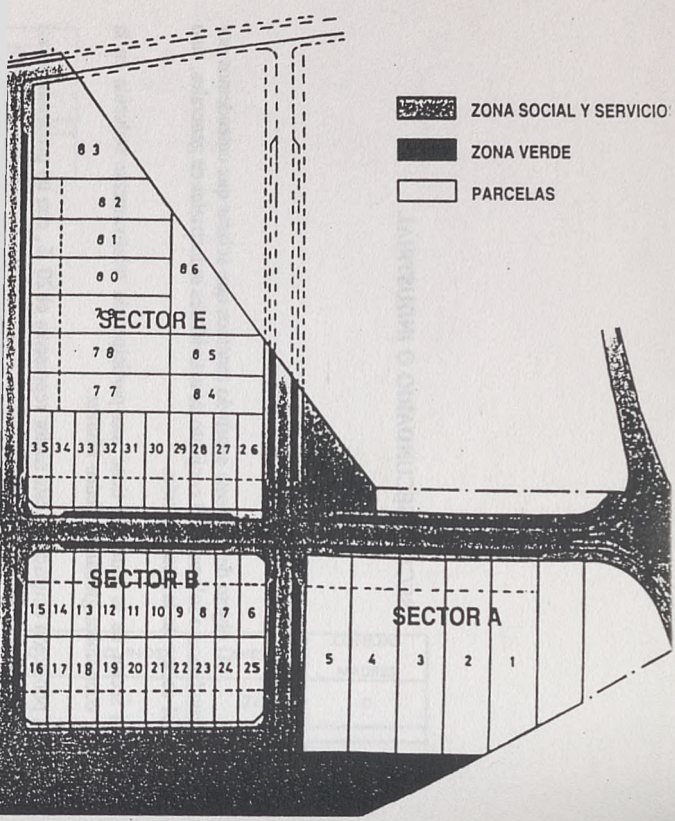 ZONA SOCIAL Y SERVICIO
ZONA VERDE
PARCELAS
83
82
81
86
80
79
SECTOR E
78 85
77 84
35 34 33 32 31 30 29 28 27 26
SECTOR B
15 14 13 12 11 10 9 8 7 6
16 17 18 19 20 21 22 23 24 25
SECTOR A
5 4 3 2 1